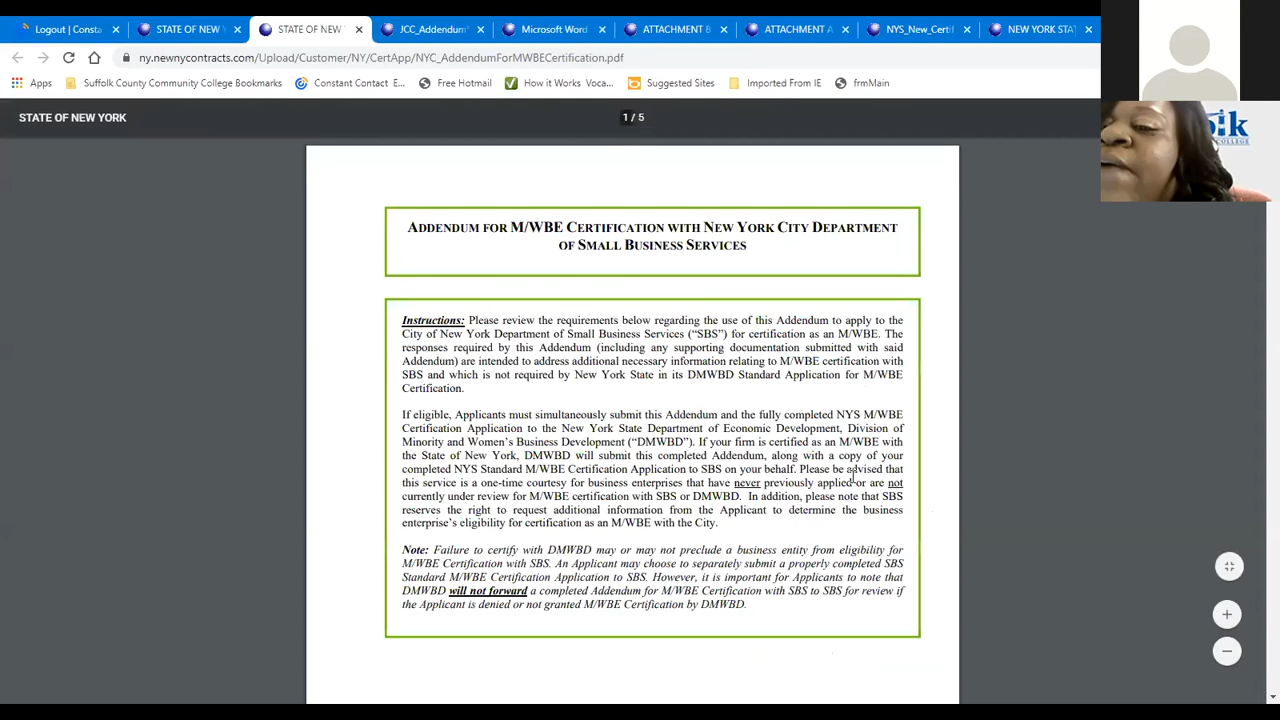 Logout | Consta
STATE OF NEW Y
STATE OF NEW
JCC_Addendum
Microsoft Word
ATTACHMENT B
ATTACHMENT A
NYS_New_Certif
NEW YORK STA
ny.newnycontracts.com/Upload/Customer/NY/CertApp/NYC_AddendumForMWBECertification.pdf
Apps
Suffolk County Community College Bookmarks
Constant Contact E...
Free Hotmail
How it Works Voca...
Suggested Sites
Imported From IE
frmMain
STATE OF NEW YORK
1 / 5
lk
COLLEGE
ADDENDUM FOR M/WBE CERTIFICATION WITH NEW YORK CITY DEPARTMENT
OF SMALL BUSINESS SERVICES
Instructions: Please review the requirements below regarding the use of this Addendum to apply to the
City of New York Department of Small Business Services ("SBS") for certification as an M/WBE. The
responses required by this Addendum (including any supporting documentation submitted with said
Addendum) are intended to address additional necessary information relating to M/WBE certification with
SBS and which is not required by New York State in its DMWBD Standard Application for M/WBE
Certification.
If eligible, Applicants must simultaneously submit this Addendum and the fully completed NYS M/WBE
Certification Application to the New York State Department of Economic Development, Division of
Minority and Women's Business Development ("DMWBD"). If your firm is certified as an M/WBE with
the State of New York, DMWBD will submit this completed Addendum, along with a copy of your
completed NYS Standard M/WBE Certification Application to SBS on your behalf. Please be advised that
this service is a one-time courtesy for business enterprises that have never previously applied or are not
currently under review for M/WBE certification with SBS or DMWBD. In addition, please note that SBS
reserves the right to request additional information from the Applicant to determine the business
enterprise's eligibility for certification as an M/WBE with the City.
Note: Failure to certify with DMWBD may or may not preclude a business entity from eligibility for
M/WBE Certification with SBS. An Applicant may choose to separately submit a properly completed SBS
Standard M/WBE Certification Application to SBS. However, it is important for Applicants to note that
DMWBD will not forward a completed Addendum for M/WBE Certification with SBS to SBS for review if
the Applicant is denied or not granted M/WBE Certification by DMWBD.